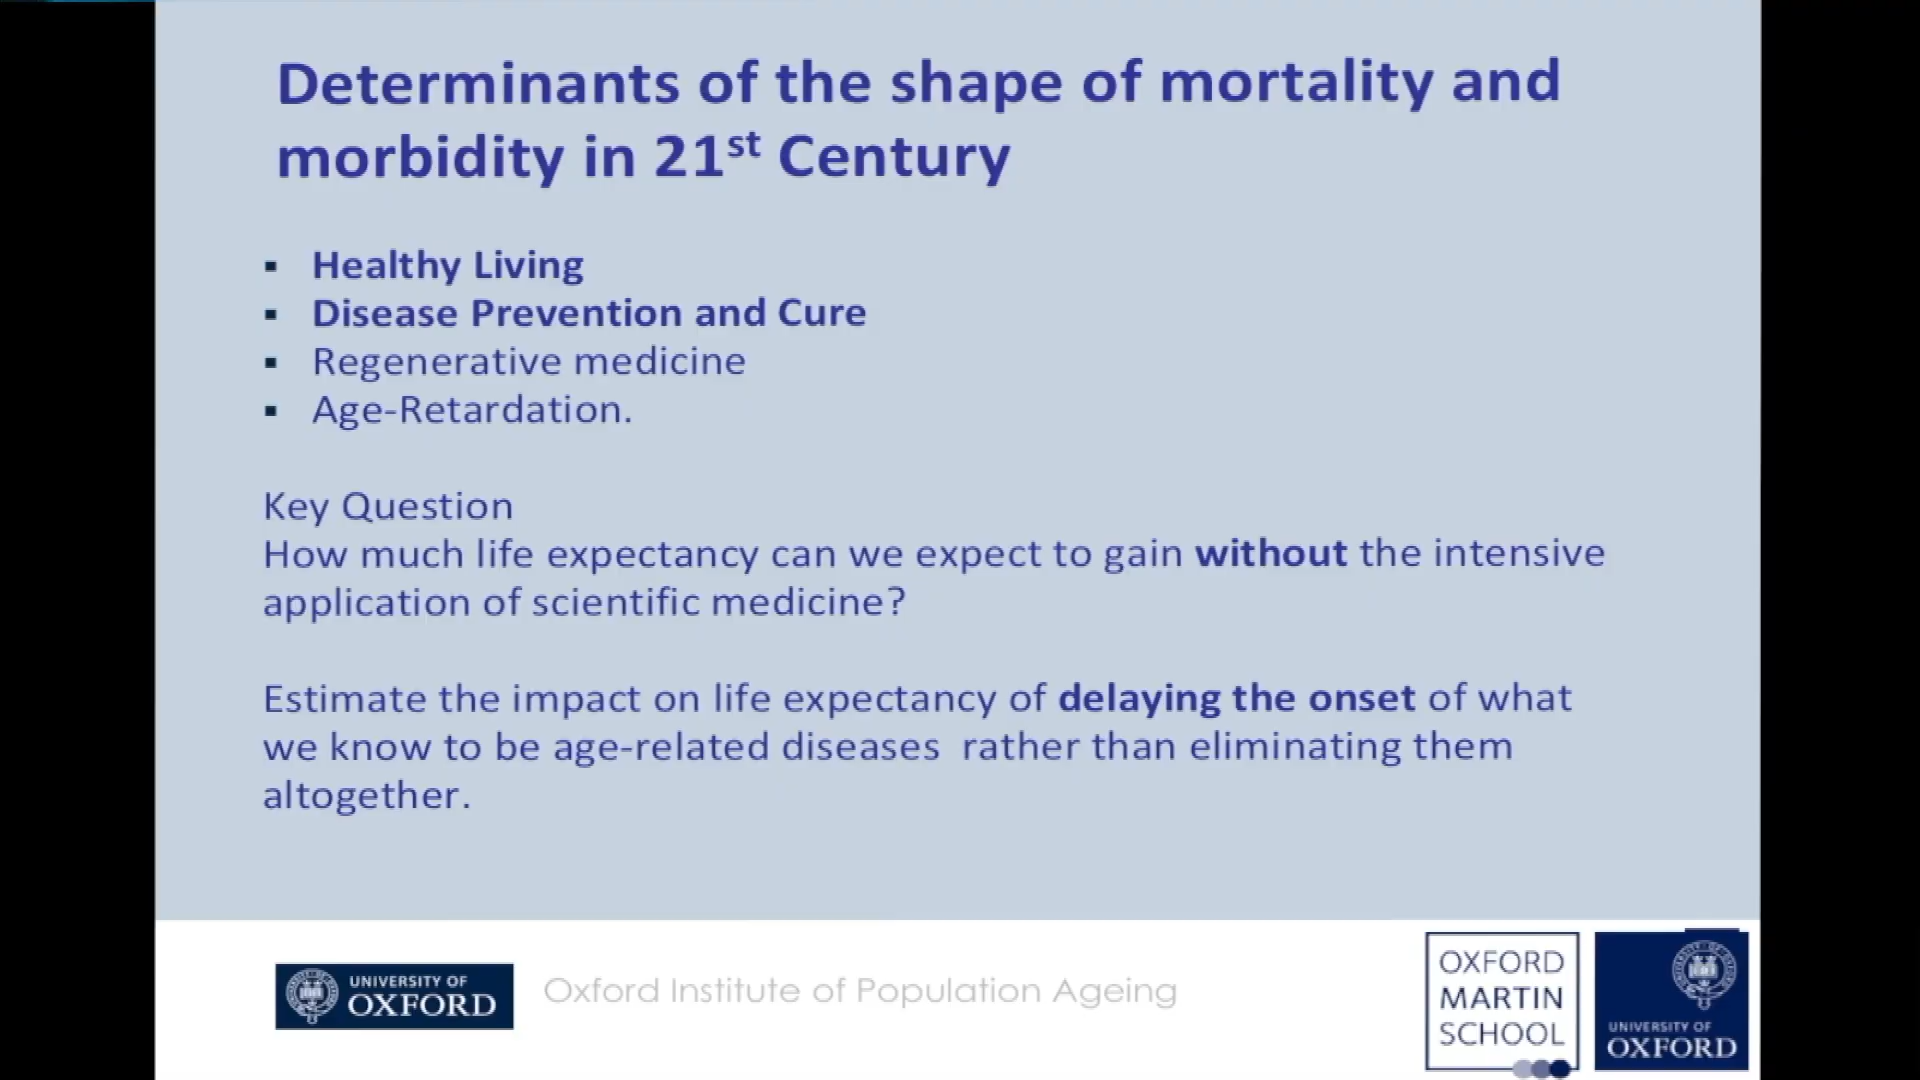 Determinants of the shape of mortality and
morbidity in 21st Century
▪ Healthy Living
▪ Disease Prevention and Cure
▪ Regenerative medicine
▪ Age-Retardation.
Key Question
How much life expectancy can we expect to gain without the intensive
application of scientific medicine?
Estimate the impact on life expectancy of delaying the onset of what
we know to be age-related diseases rather than eliminating them
altogether.
UNIVERSITY OF
OXFORD
Oxford Institute of Population Ageing
OXFORD
MARTIN
SCHOOL
UNIVERSITY OF
OXFORD